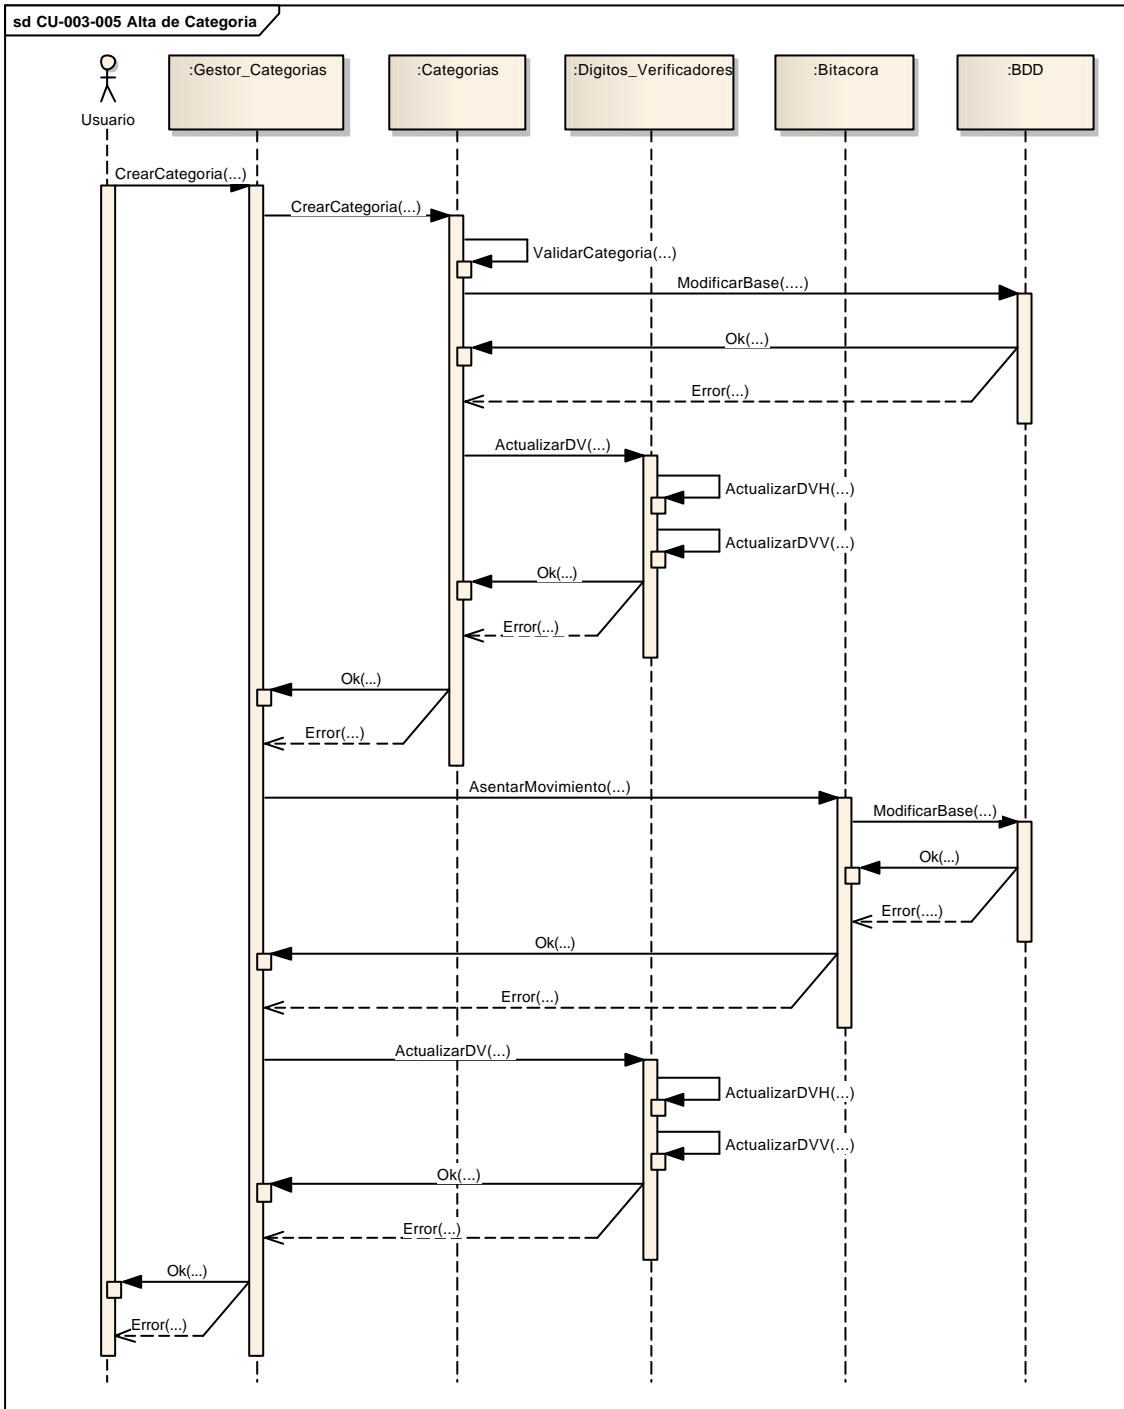 sd CU-003-005 Alta de Categoria
:Gestor_Categorias
:Categorias
:Digitos_Verificadores
:Bitacora
:BDD
Usuario
CrearCategoria(...)
CrearCategoria(...)
ValidarCategoria(...)
ModificarBase(....)
Ok(...)
Error(...)
ActualizarDV(...)
ActualizarDVH(...)
ActualizarDVV(...)
Ok(...)
Error(...)
Ok(...)
Error(...)
AsentarMovimiento(...)
ModificarBase(...)
Ok(...)
Error(....)
Ok(...)
Error(...)
ActualizarDV(...)
ActualizarDVH(...)
ActualizarDVV(...)
Ok(...)
Error(...)
Ok(...)
Error(...)